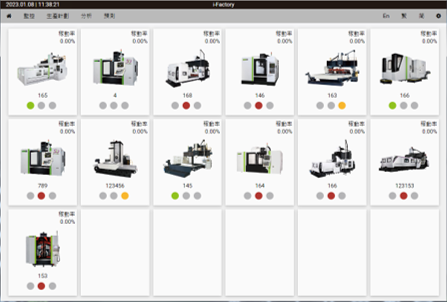 2023.01.08 | 11:38:21
i-Factory
監控 生產計劃 分析 預測
En 繁 简
稼動率 稼動率 稼動率 稼動率 稼動率 稼動率
0.00% 0.00% 0.00% 0.00% 0.00% 0.00%
165 4 168 146 163 166
稼動率 稼動率 稼動率 稼動率 稼動率 稼動率
0.00% 0.00% 0.00% 0.00% 0.00% 0.00%
789 123456 145 164 166 123153
稼動率
0.00%
153